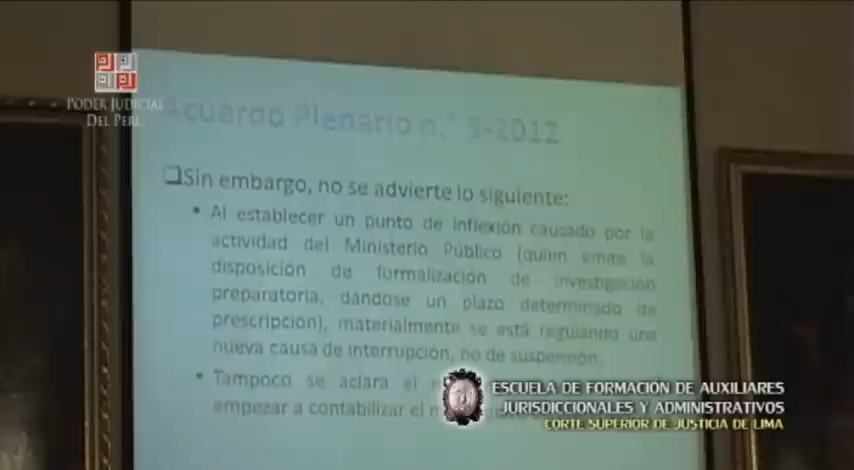 PODER JUDICIAL
DEL PERÚ
Acuerdo Plenario n.° 3-2012
❑Sin embargo, no se advierte lo siguiente:
• Al establecer un punto de inflexión causado por la
actividad del Ministerio Público (quien emite la
disposición de formalización de investigación
preparatoria, dándose un plazo determinado de
prescripción), materialmente se está regulando una
nueva causa de interrupción, no de suspensión.
• Tampoco se aclara el
empezar a contabilizar el
ESCUELA DE FORMACIÓN DE AUXILIARES
JURISDICCIONALES Y ADMINISTRATIVOS
CORTE SUPERIOR DE JUSTICIA DE LIMA